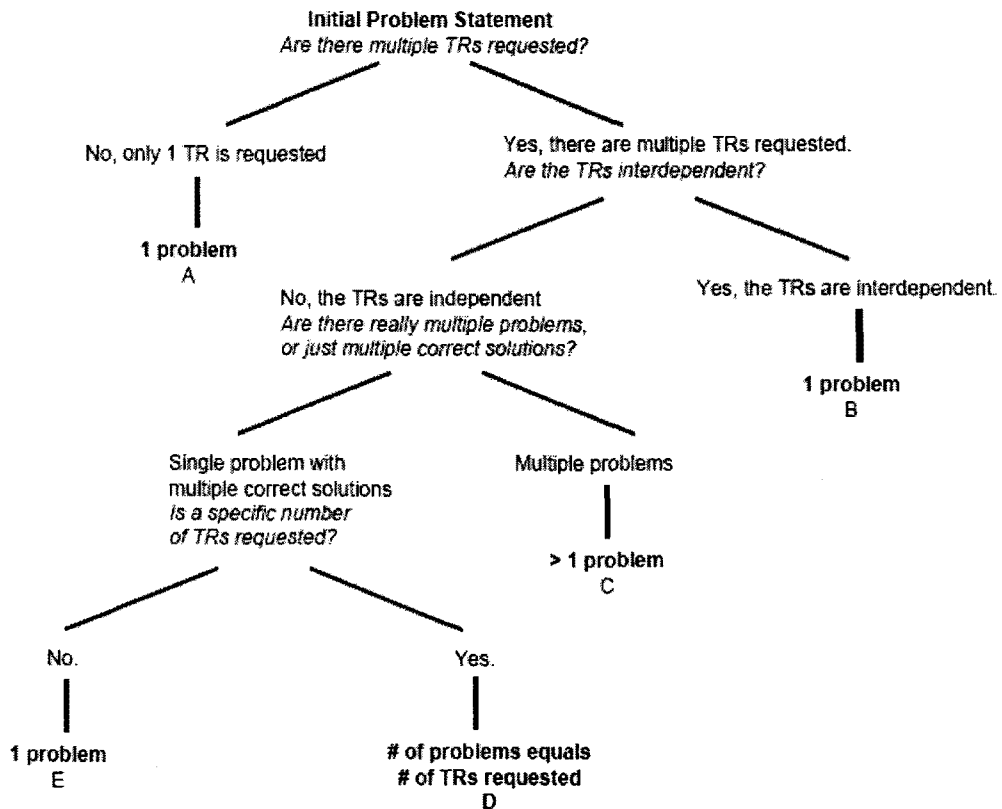 Initial Problem Statement
Are there multiple TRs requested?
No, only 1 TR is requested
Yes, there are multiple TRs requested.
Are the TRs interdependent?
1 problem
A
No, the TRs are independent
Are there really multiple problems,
or just multiple correct solutions?
Yes, the TRs are interdependent.
1 problem
B
Single problem with
multiple correct solutions
Is a specific number
of TRs requested?
Multiple problems
> 1 problem
C
No.
Yes.
1 problem
E
# of problems equals
# of TRs requested
D